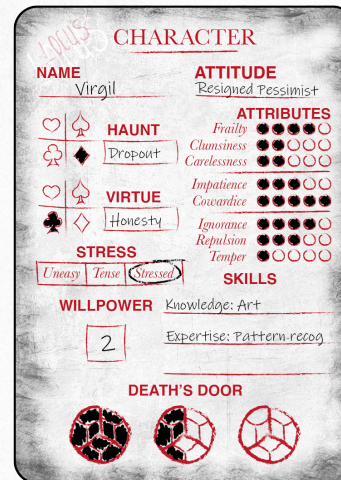 LOCUS
CHARACTER
NAME
Virgil
ATTITUDE
Resigned Pessimist
HAUNT
Dropout
VIRTUE
Honesty
ATTRIBUTES
Frailty
Clumsiness
Carelessness
Impatience
Cowardice
Ignorance
Repulsion
Temper
STRESS
Uneasy Tense Stressed
SKILLS
Knowledge: Art
Expertise: Pattern-recog
WILLPOWER
2
DEATH'S DOOR